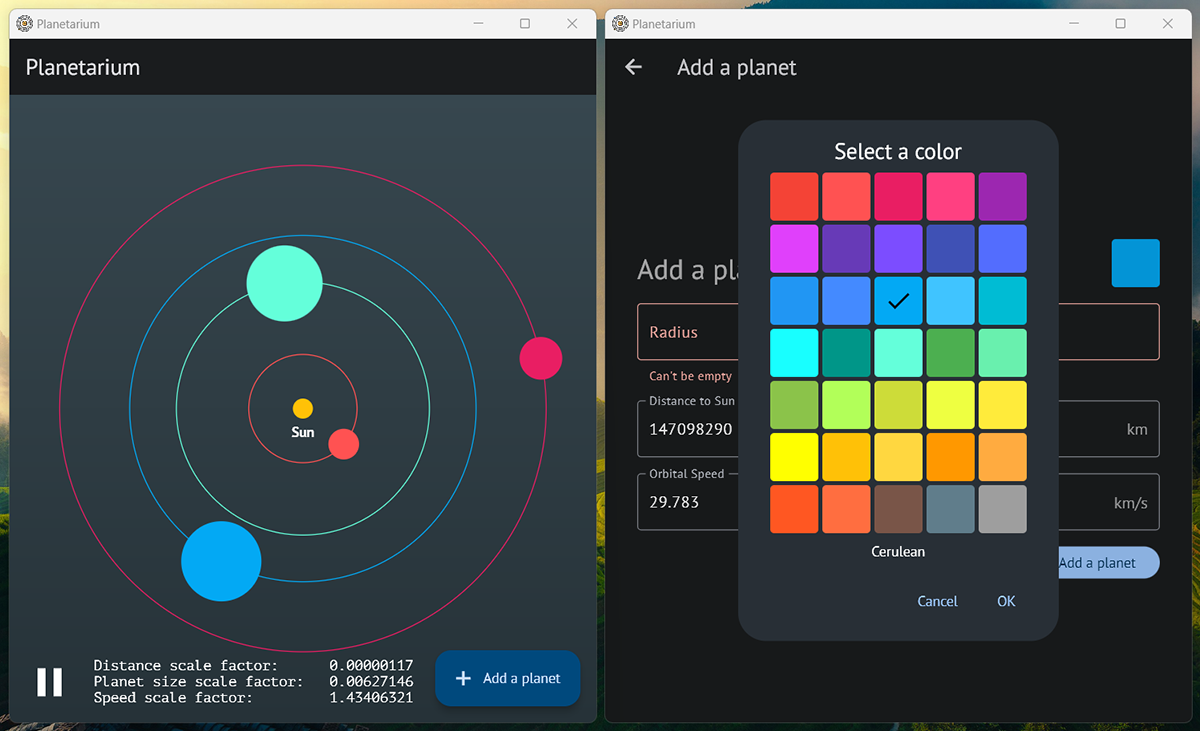 Planetarium
Planetarium
Sun
Distance scale factor: 0.00000117
Planet size scale factor: 0.00627146
Speed scale factor: 1.43406321
Add a planet
Planetarium
Add a planet
Select a color
Add a pl
Radius
Can't be empty
Distance to Sun
147098290 km
Orbital Speed
29.783 km/s
Cerulean
Add a planet
Cancel OK